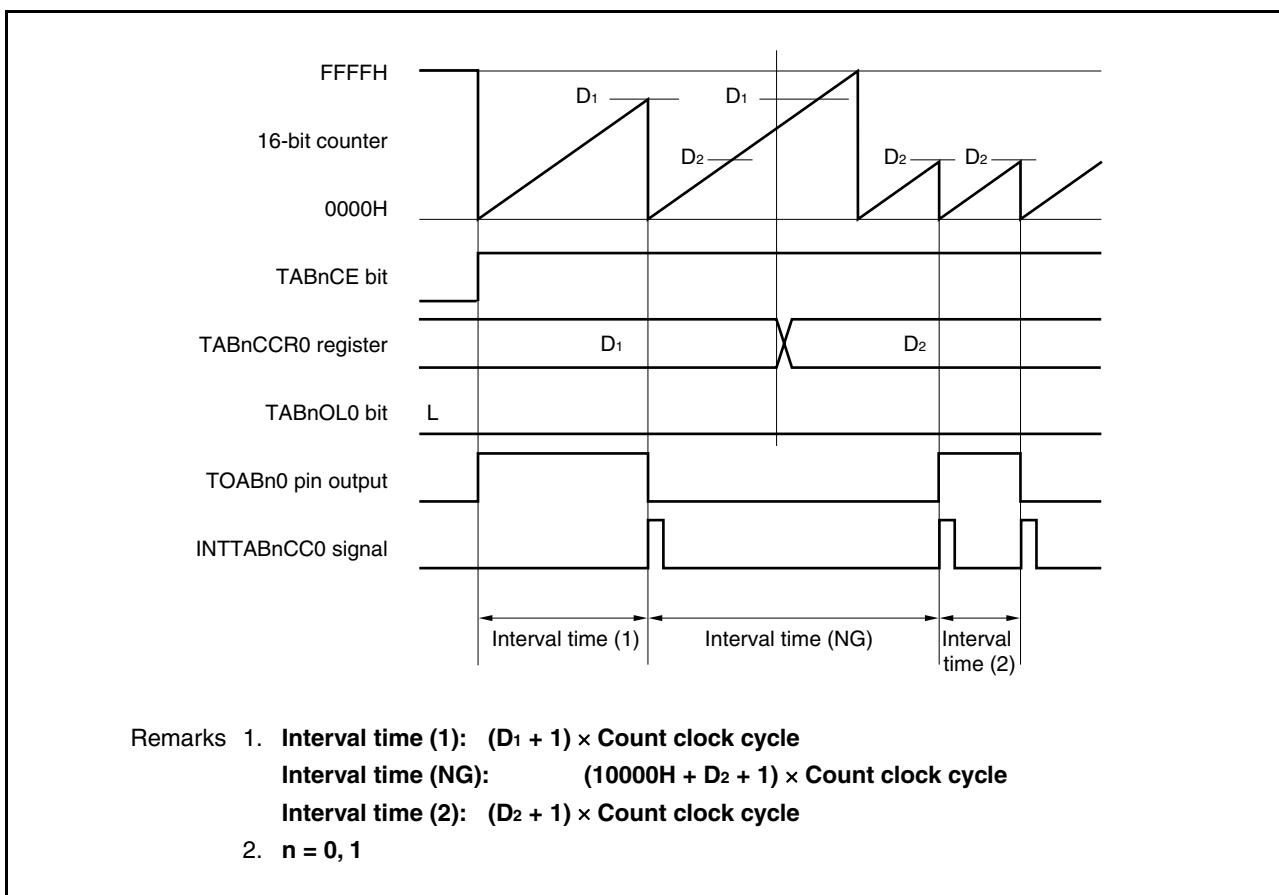 FFFFH
D1
D1
16-bit counter
D2
D2
D2
0000H
TABnCE bit
TABnCCR0 register
D1
D2
TABnOL0 bit
L
TOABn0 pin output
INTTABnCC0 signal
Interval time (1)
Interval time (NG)
Interval
time (2)
Remarks 1. Interval time (1): (D1 + 1) × Count clock cycle
Interval time (NG): (10000H + D2 + 1) × Count clock cycle
Interval time (2): (D2 + 1) × Count clock cycle
2. n = 0, 1